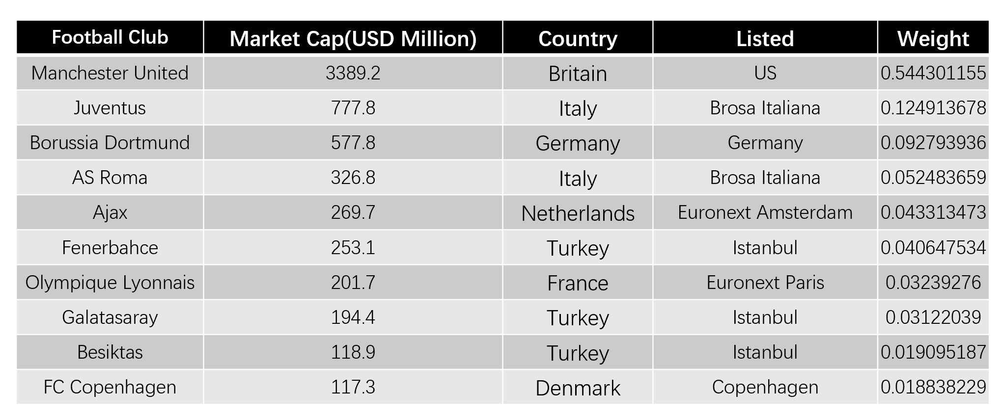 Football Club Market Cap(USD Million) Country Listed Weight
Manchester United 3389.2 Britain US 0.544301155
Juventus 777.8 Italy Brosa Italiana 0.124913678
Borussia Dortmund 577.8 Germany Germany 0.092793936
AS Roma 326.8 Italy Brosa Italiana 0.052483659
Ajax 269.7 Netherlands Euronext Amsterdam 0.043313473
Fenerbahce 253.1 Turkey Istanbul 0.040647534
Olympique Lyonnais 201.7 France Euronext Paris 0.03239276
Galatasaray 194.4 Turkey Istanbul 0.03122039
Besiktas 118.9 Turkey Istanbul 0.019095187
FC Copenhagen 117.3 Denmark Copenhagen 0.018838229